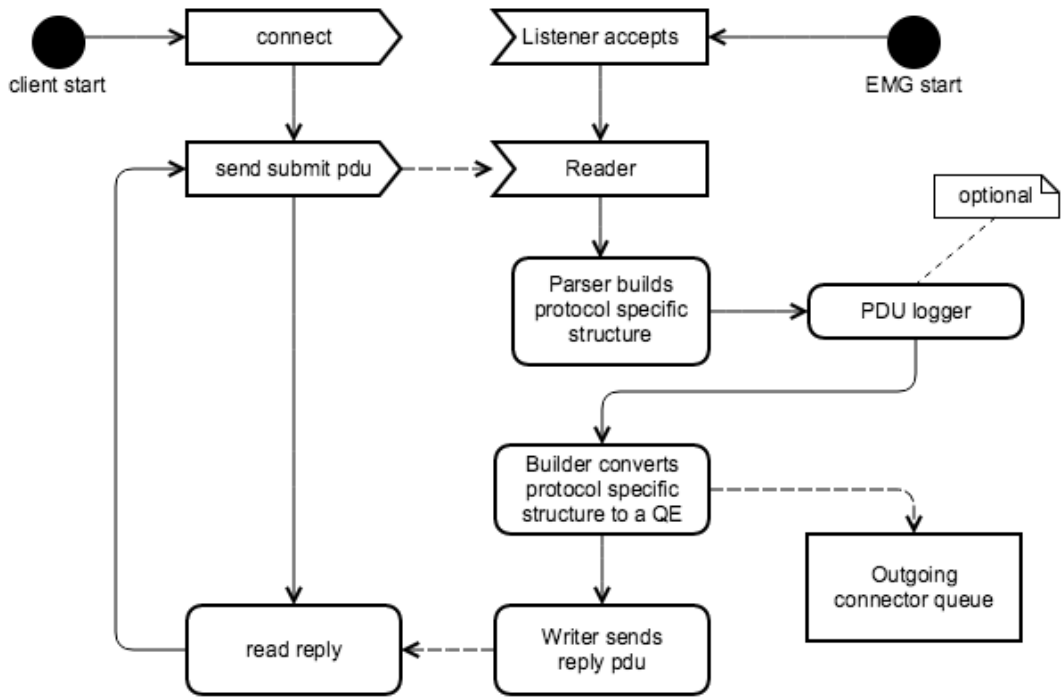 connect
Listener accepts
client start
EMG start
send submit pdu
Reader
optional
Parser builds
protocol specific
structure
PDU logger
Builder converts
protocol specific
structure to a QE
Outgoing
connector queue
read reply
Writer sends
reply pdu